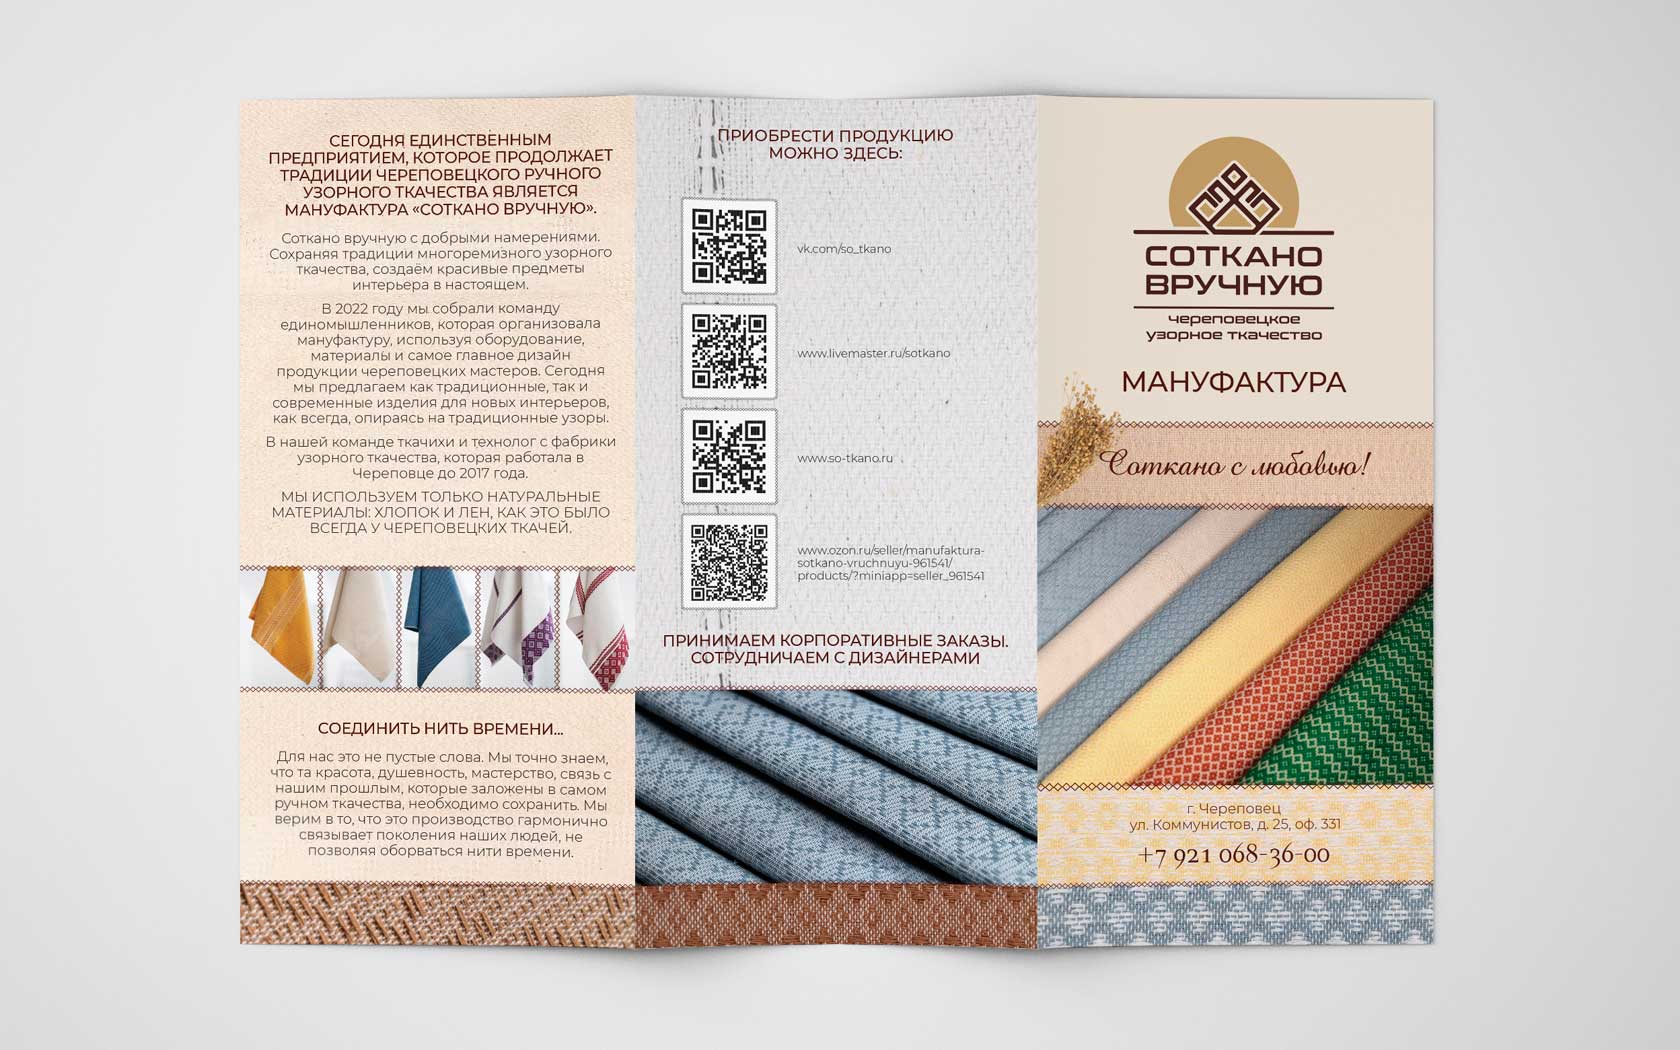 СЕГОДНЯ ЕДИНСТВЕННЫМ
ПРЕДПРИЯТИЕМ, КОТОРОЕ ПРОДОЛЖАЕТ
ТРАДИЦИИ ЧЕРЕПОВЕЦКОГО РУЧНОГО
УЗОРНОГО ТКАЧЕСТВА ЯВЛЯЕТСЯ
МАНУФАКТУРА «СОТКАНО ВРУЧНУЮ».
Соткано вручную с добрыми намерениями.
Сохраняя традиции многоремизного узорного
ткачества, создаём красивые предметы
интерьера в настоящем.
В 2022 году мы собрали команду
единомышленников, которая организовала
мануфактуру, используя оборудование,
материалы и самое главное дизайн
продукции череповецких мастеров. Сегодня
мы предлагаем как традиционные, так и
современные изделия для новых интерьеров,
как всегда, опираясь на традиционные узоры.
В нашей команде ткачихи и технолог с фабрики
узорного ткачества, которая работала в
Череповце до 2017 года.
МЫ ИСПОЛЬЗУЕМ ТОЛЬКО НАТУРАЛЬНЫЕ
МАТЕРИАЛЫ: ХЛОПОК И ЛЕН, КАК ЭТО БЫЛО
ВСЕГДА У ЧЕРЕПОВЕЦКИХ ТКАЧЕЙ.
СОЕДИНИТЬ НИТЬ ВРЕМЕНИ...
Для нас это не пустые слова. Мы точно знаем,
что та красота, душевность, мастерство, связь с
нашим прошлым, которые заложены в самом
ручном ткачестве, необходимо сохранить. Мы
верим в то, что это производство гармонично
связывает поколения наших людей, не
позволяя оборваться нити времени.
ПРИОБРЕСТИ ПРОДУКЦИЮ
МОЖНО ЗДЕСЬ:
vk.com/so_tkano
www.livemaster.ru/sotkano
www.so-tkano.ru
www.ozon.ru/seller/manufaktura-
sotkano-vruchnuyu-961541/
products/?miniapp=seller_961541
ПРИНИМАЕМ КОРПОРАТИВНЫЕ ЗАКАЗЫ.
СОТРУДНИЧАЕМ С ДИЗАЙНЕРАМИ
СОТКАНО
ВРУЧНУЮ
череповецкое
узорное ткачество
МАНУФАКТУРА
Соткано с любовью!
г. Череповец
ул. Коммунистов, д. 25, оф. 331
+7 921 068-36-00